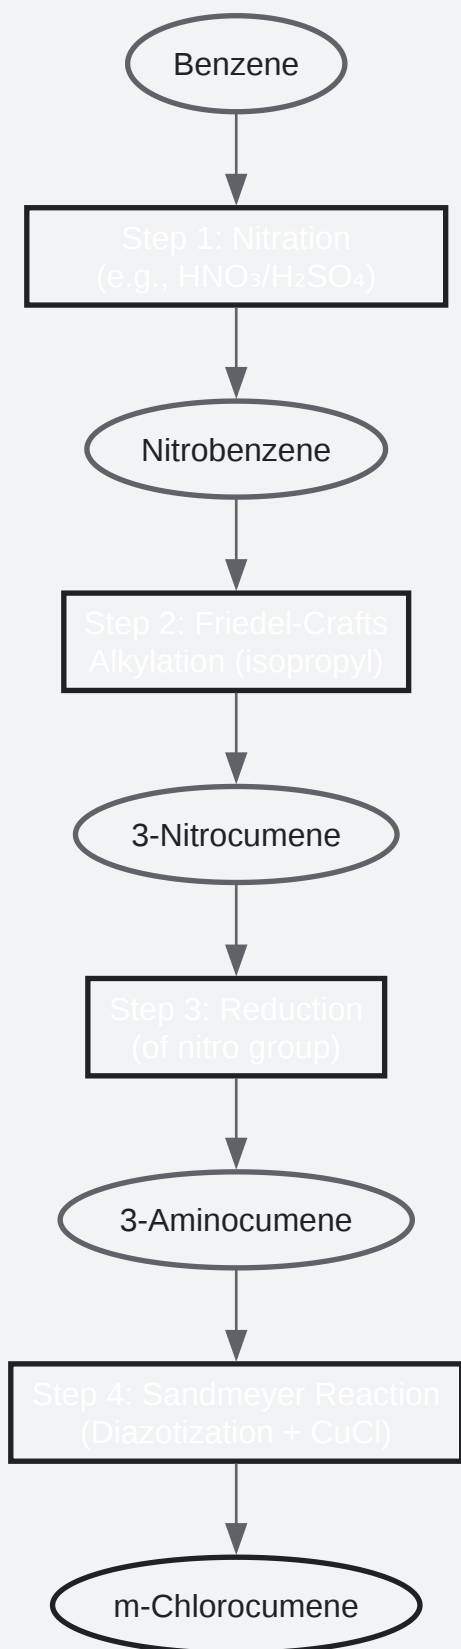 Benzene
Step 1: Nitration
(e.g., HNO₃/H₂SO₄)
Nitrobenzene
Step 2: Friedel-Crafts
Alkylation (isopropyl)
3-Nitrocumene
Step 3: Reduction
(of nitro group)
3-Aminocumene
Step 4: Sandmeyer Reaction
(Diazotization + CuCl)
m-Chlorocumene